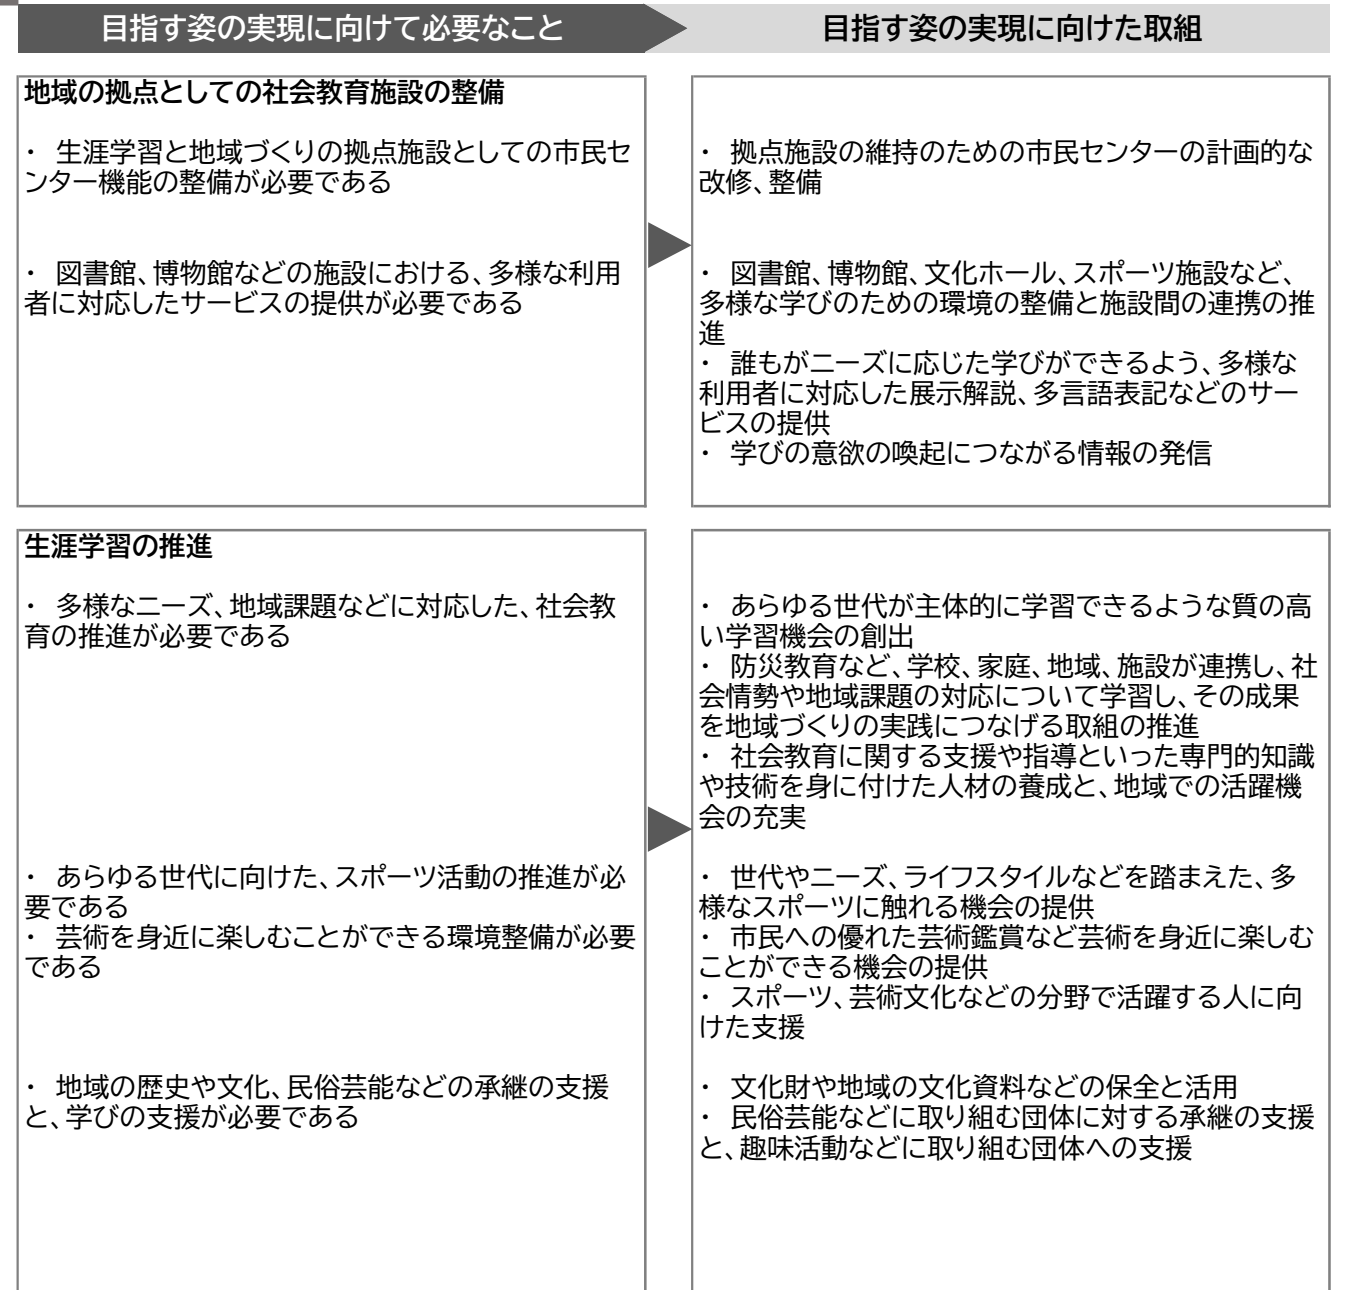 目指す姿の実現に向けて必要なこと
目指す姿の実現に向けた取組
地域の拠点としての社会教育施設の整備
・ 生涯学習と地域づくりの拠点施設としての市民セ
ンター機能の整備が必要である
・ 図書館、博物館などの施設における、多様な利用
者に対応したサービスの提供が必要である
・ 拠点施設の維持のための市民センターの計画的な
改修、整備
・ 図書館、博物館、文化ホール、スポーツ施設など、
多様な学びのための環境の整備と施設間の連携の推
進
・ 誰もがニーズに応じた学びができるよう、多様な
利用者に対応した展示解説、多言語表記などのサー
ビスの提供
・ 学びの意欲の喚起につながる情報の発信
生涯学習の推進
・ 多様なニーズ、地域課題などに対応した、社会教
育の推進が必要である
・ あらゆる世代に向けた、スポーツ活動の推進が必
要である
・ 芸術を身近に楽しむことができる環境整備が必要
である
・ 地域の歴史や文化、民俗芸能などの承継の支援
と、学びの支援が必要である
・ あらゆる世代が主体的に学習できるような質の高
い学習機会の創出
・ 防災教育など、学校、家庭、地域、施設が連携し、社
会情勢や地域課題の対応について学習し、その成果
を地域づくりの実践につなげる取組の推進
・ 社会教育に関する支援や指導といった専門的知識
や技術を身に付けた人材の養成と、地域での活躍機
会の充実
・ 世代やニーズ、ライフスタイルなどを踏まえた、多
様なスポーツに触れる機会の提供
・ 市民への優れた芸術鑑賞など芸術を身近に楽しむ
ことができる機会の提供
・ スポーツ、芸術文化などの分野で活躍する人に向
けた支援
・ 文化財や地域の文化資料などの保全と活用
・ 民俗芸能などに取り組む団体に対する承継の支援
と、趣味活動などに取り組む団体への支援